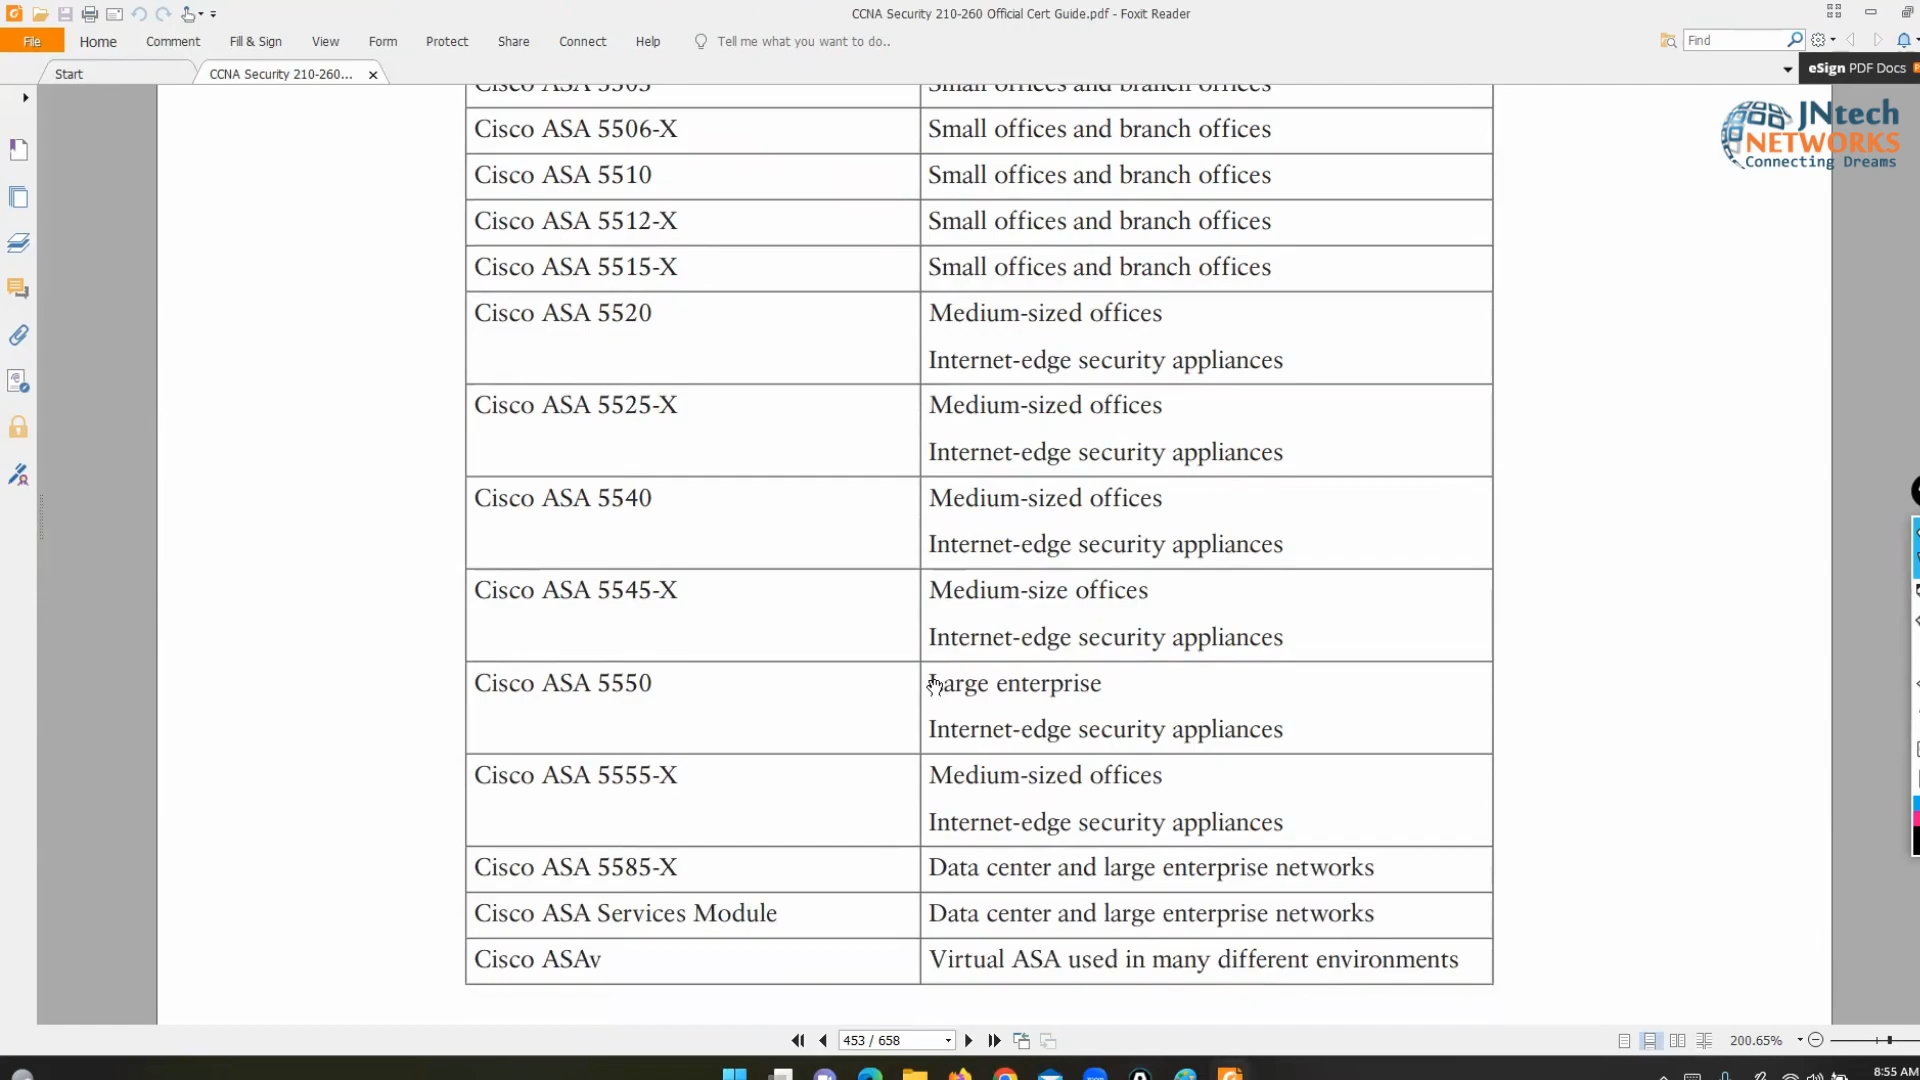 CCNA Security 210-260 Official Cert Guide.pdf - Foxit Reader
File Home Comment Fill & Sign View Form Protect Share Connect Help Tell me what you want to do.. Find
Start CCNA Security 210-260... eSign PDF Docs
JNtech
NETWORKS
Connecting Dreams
Small offices and branch offices
Cisco ASA 5506-X Small offices and branch offices
Cisco ASA 5510 Small offices and branch offices
Cisco ASA 5512-X Small offices and branch offices
Cisco ASA 5515-X Small offices and branch offices
Cisco ASA 5520 Medium-sized offices
Internet-edge security appliances
Cisco ASA 5525-X Medium-sized offices
Internet-edge security appliances
Cisco ASA 5540 Medium-sized offices
Internet-edge security appliances
Cisco ASA 5545-X Medium-size offices
Internet-edge security appliances
Cisco ASA 5550 Large enterprise
Internet-edge security appliances
Cisco ASA 5555-X Medium-sized offices
Internet-edge security appliances
Cisco ASA 5585-X Data center and large enterprise networks
Cisco ASA Services Module Data center and large enterprise networks
Cisco ASAv Virtual ASA used in many different environments
453 / 658 200.65%
8:55 AM